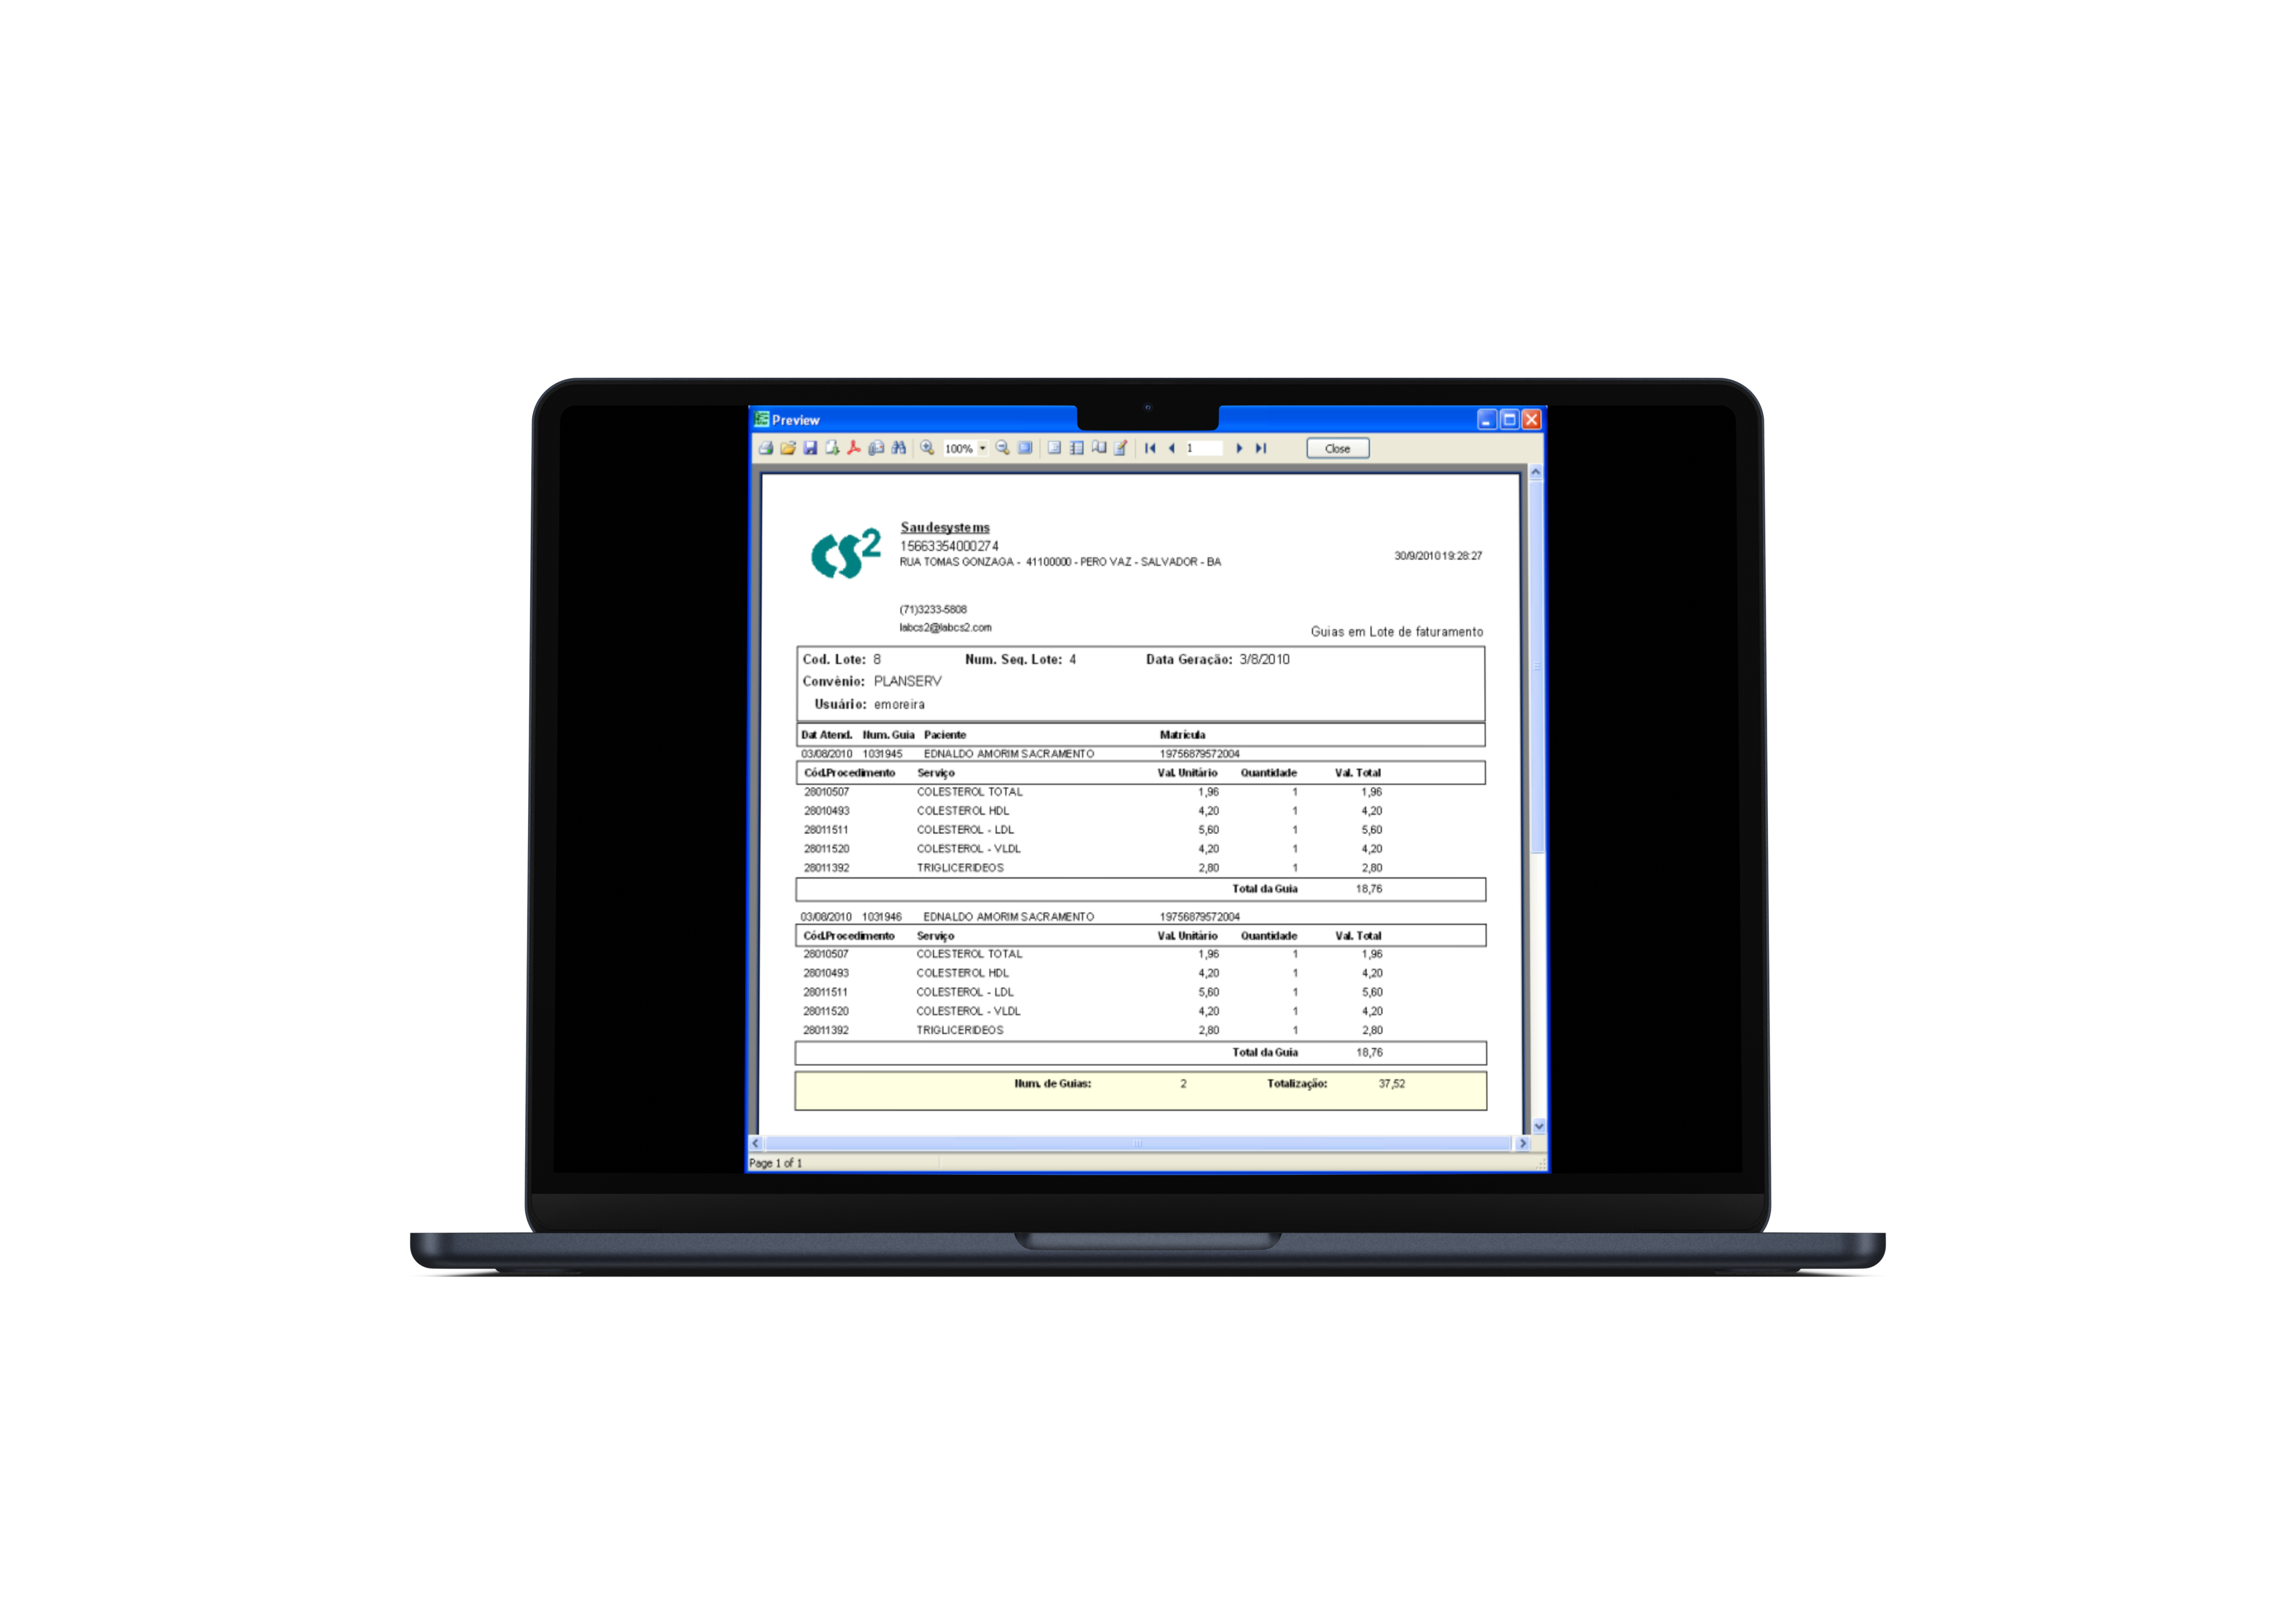 Preview
100%
1
Close
CS2
Saudesystems
15663354000274
RUA TOMAS GONZAGA - 41100000 - PERO VAZ - SALVADOR - BA
30/9/2010 19:28:27
(71)3233-5808
labcs2@labcs2.com
Guias em Lote de faturamento
Cod. Lote: 8 Num. Seq. Lote: 4 Data Geração: 3/8/2010
Convênio: PLANSERV
Usuário: emoreira
Dat Atend. Num. Guia Paciente Matrícula
03/08/2010 1031945 EDNALDO AMORIM SACRAMENTO 19756879572004
Cód.Procedimento Serviço Val. Unitário Quantidade Val. Total
28010507 COLESTEROL TOTAL 1,96 1 1,96
28010493 COLESTEROL HDL 4,20 1 4,20
28011511 COLESTEROL - LDL 5,60 1 5,60
28011520 COLESTEROL - VLDL 4,20 1 4,20
28011392 TRIGLICERIDEOS 2,80 1 2,80
Total da Guia 18,76
03/08/2010 1031946 EDNALDO AMORIM SACRAMENTO 19756879572004
Cód.Procedimento Serviço Val. Unitário Quantidade Val. Total
28010507 COLESTEROL TOTAL 1,96 1 1,96
28010493 COLESTEROL HDL 4,20 1 4,20
28011511 COLESTEROL - LDL 5,60 1 5,60
28011520 COLESTEROL - VLDL 4,20 1 4,20
28011392 TRIGLICERIDEOS 2,80 1 2,80
Total da Guia 18,76
Num. de Guias: 2 Totalização: 37,52
Page 1 of 1